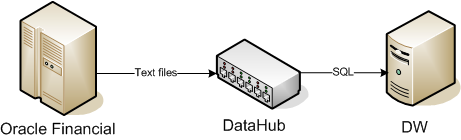 Text files
SQL
Oracle Financial
DataHub
DW